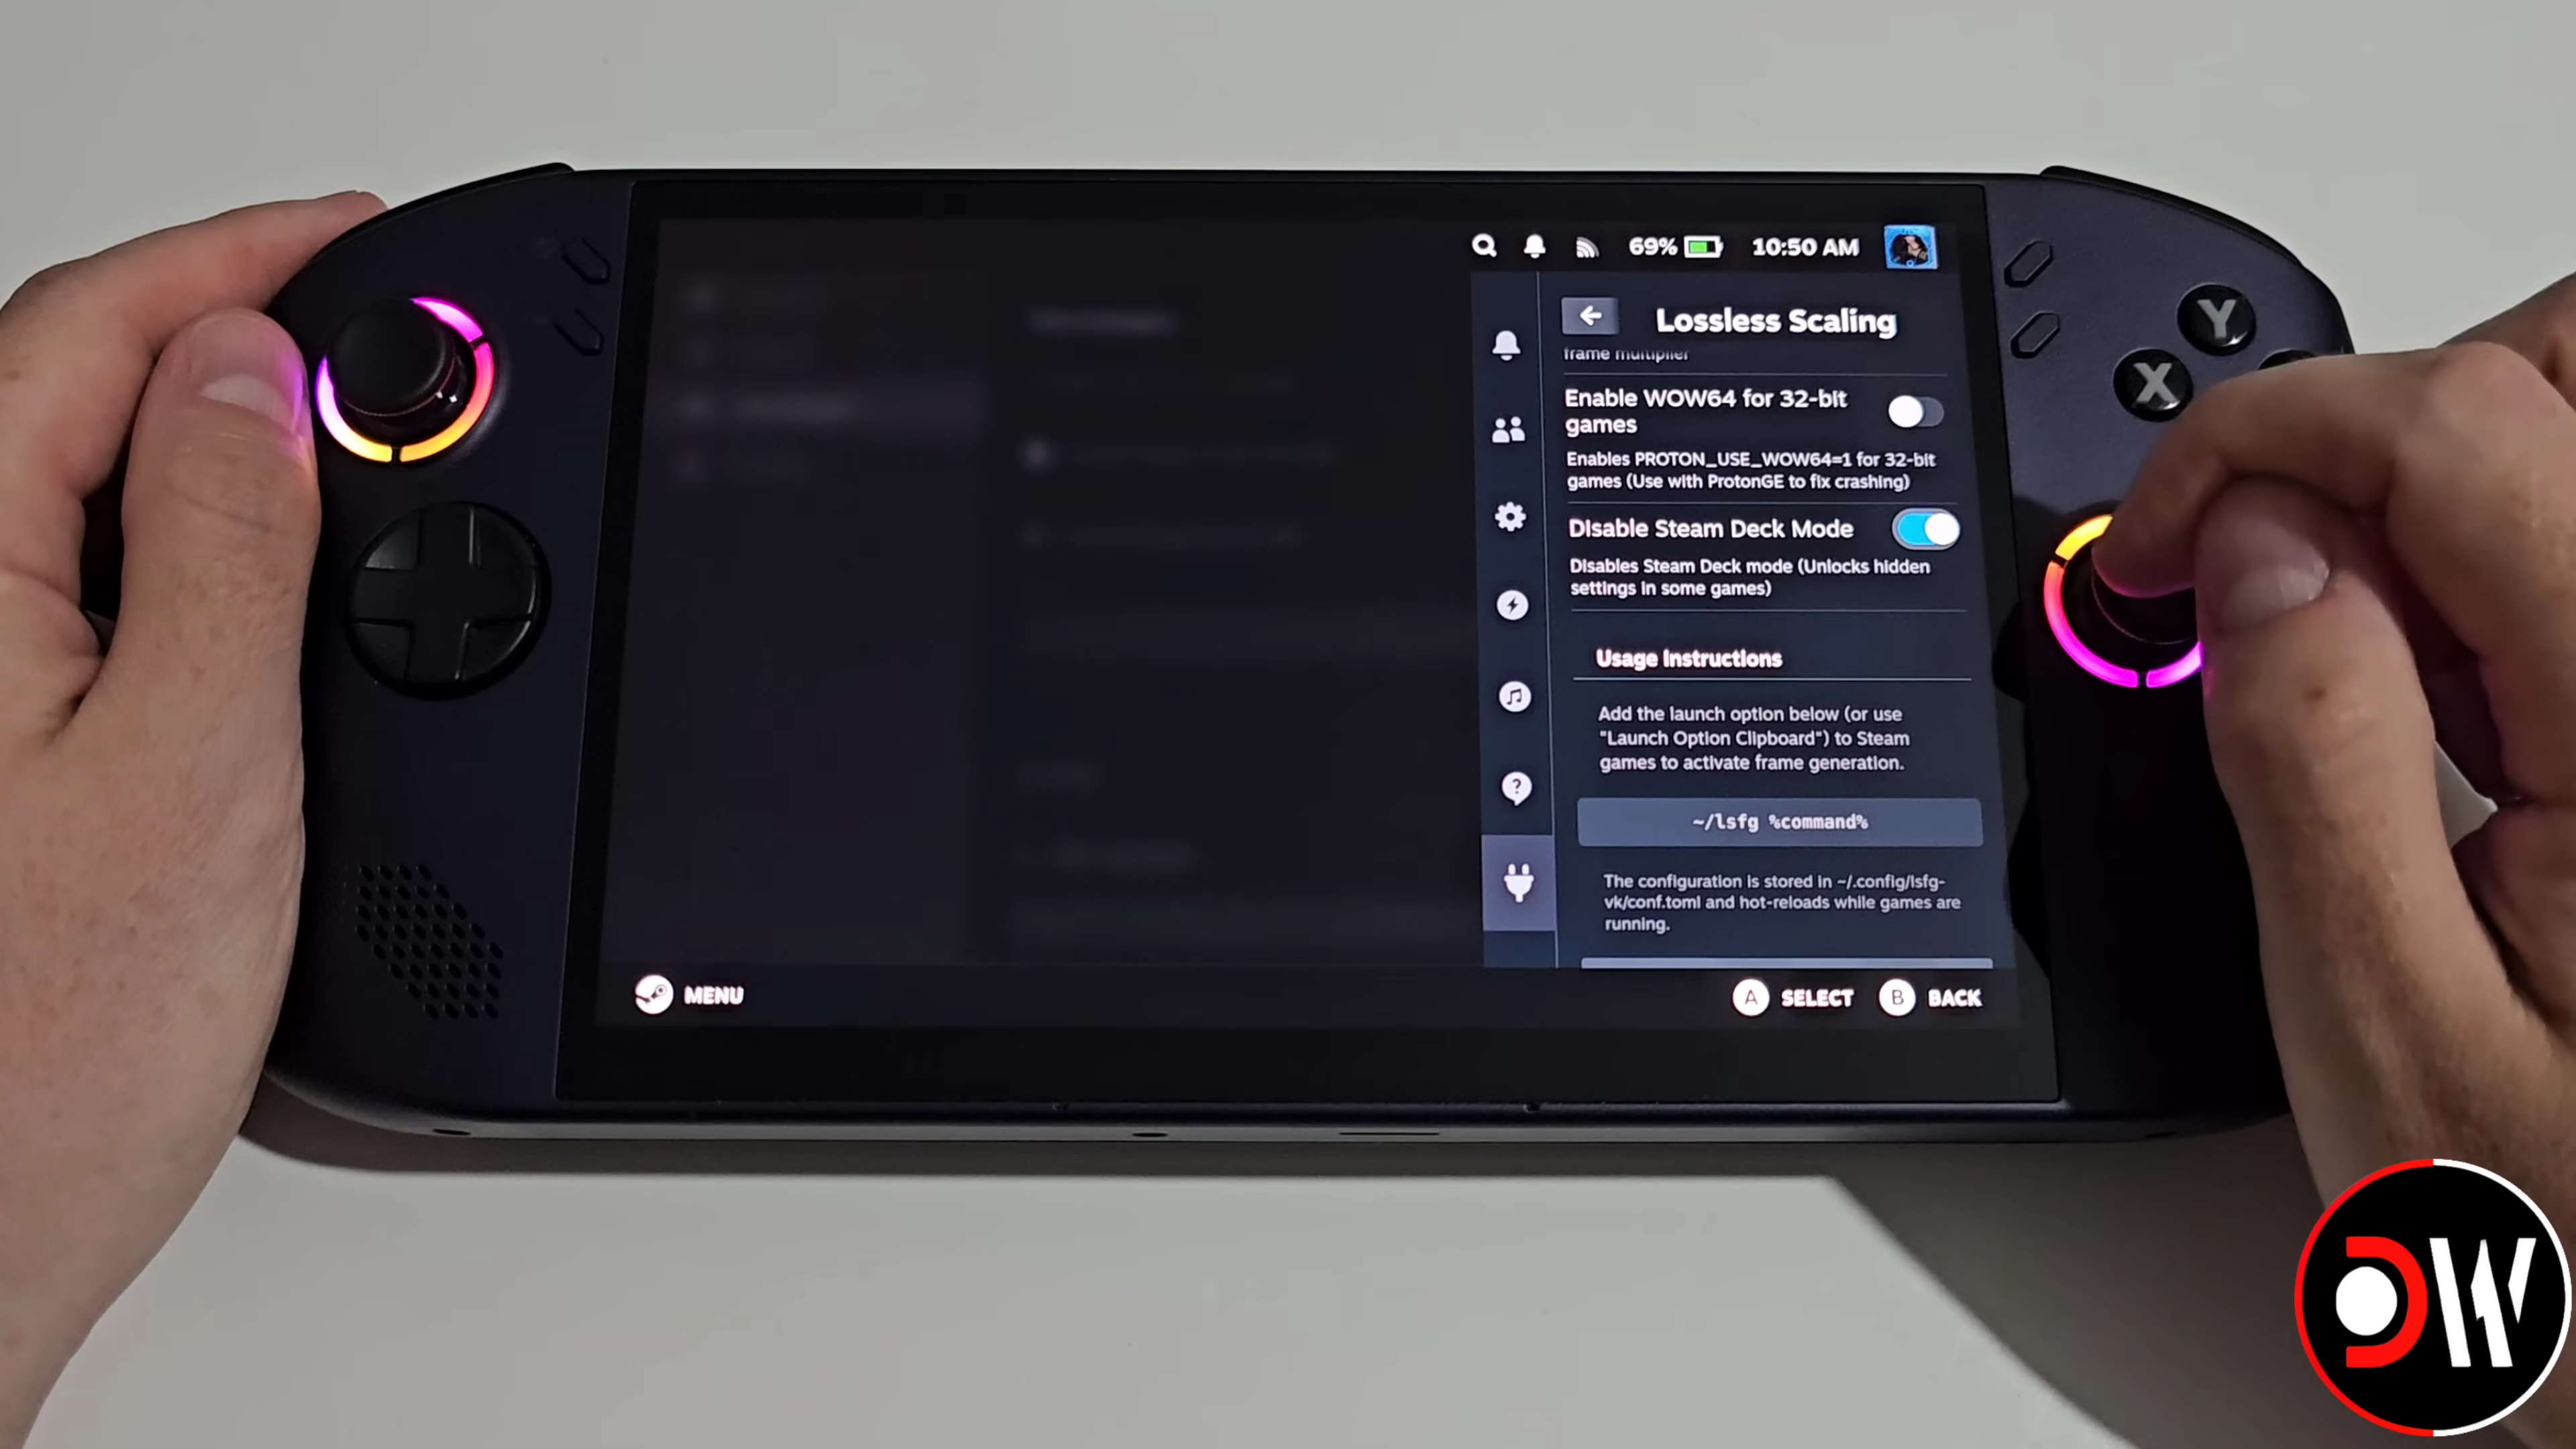 69% 10:50 AM
Lossless Scaling
frame multiplier
Enable WOW64 for 32-bit
games
Enables PROTON_USE_WOW64=1 for 32-bit
games (Use with ProtonGE to fix crashing)
Disable Steam Deck Mode
Disables Steam Deck mode (Unlocks hidden
settings in some games)
Usage Instructions
Add the launch option below (or use
"Launch Option Clipboard") to Steam
games to activate frame generation.
~/lsfg %command%
The configuration is stored in ~/.config/lsfg-
vk/conf.toml and hot-reloads while games are
running.
MENU
A SELECT B BACK
Y
X
DW